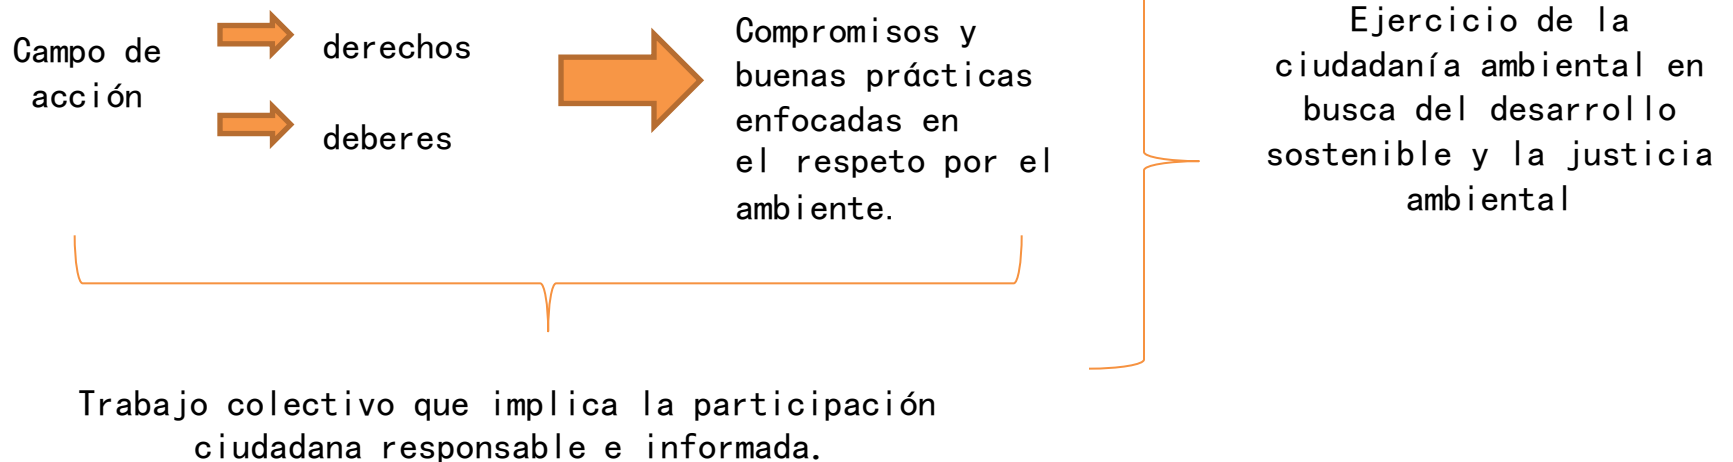 Campo de
acción
derechos
deberes
Compromisos y
buenas prácticas
enfocadas en
el respeto por el
ambiente.
Ejercicio de la
ciudadanía ambiental en
busca del desarrollo
sostenible y la justicia
ambiental
Trabajo colectivo que implica la participación
ciudadana responsable e informada.